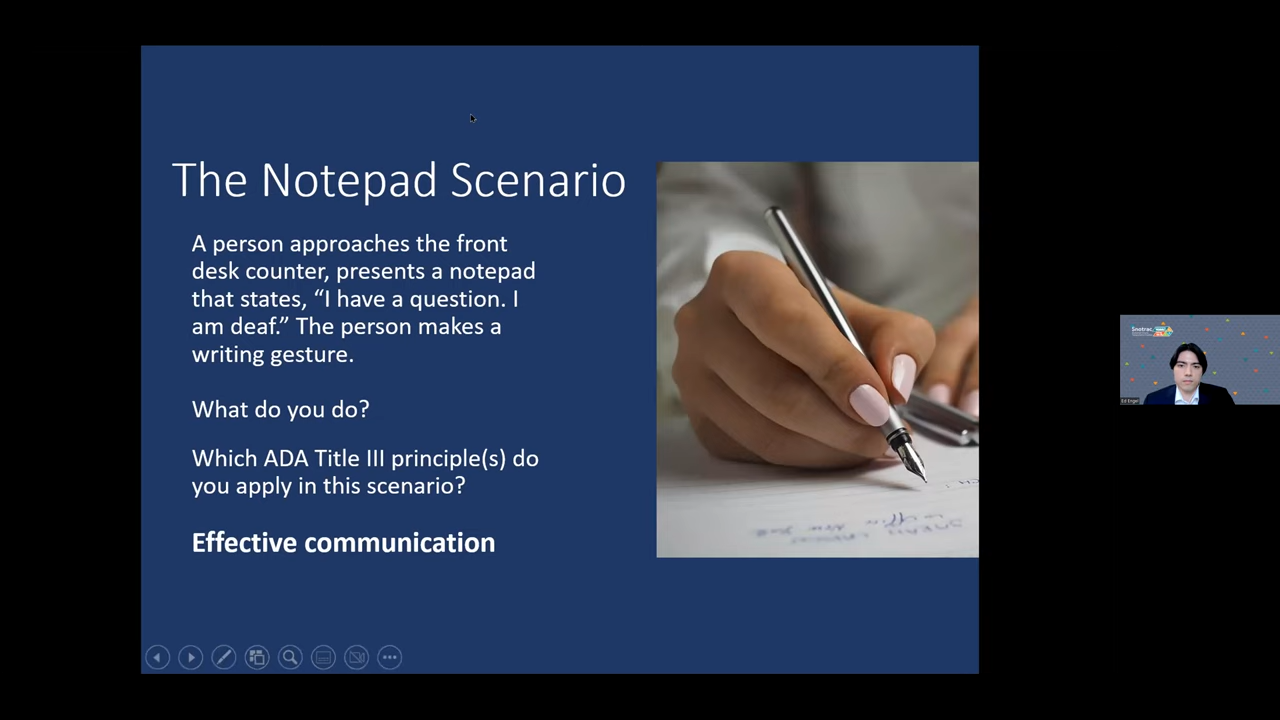 The Notepad Scenario
A person approaches the front
desk counter, presents a notepad
that states, “I have a question. I
am deaf.” The person makes a
writing gesture.
What do you do?
Which ADA Title III principle(s) do
you apply in this scenario?
Effective communication